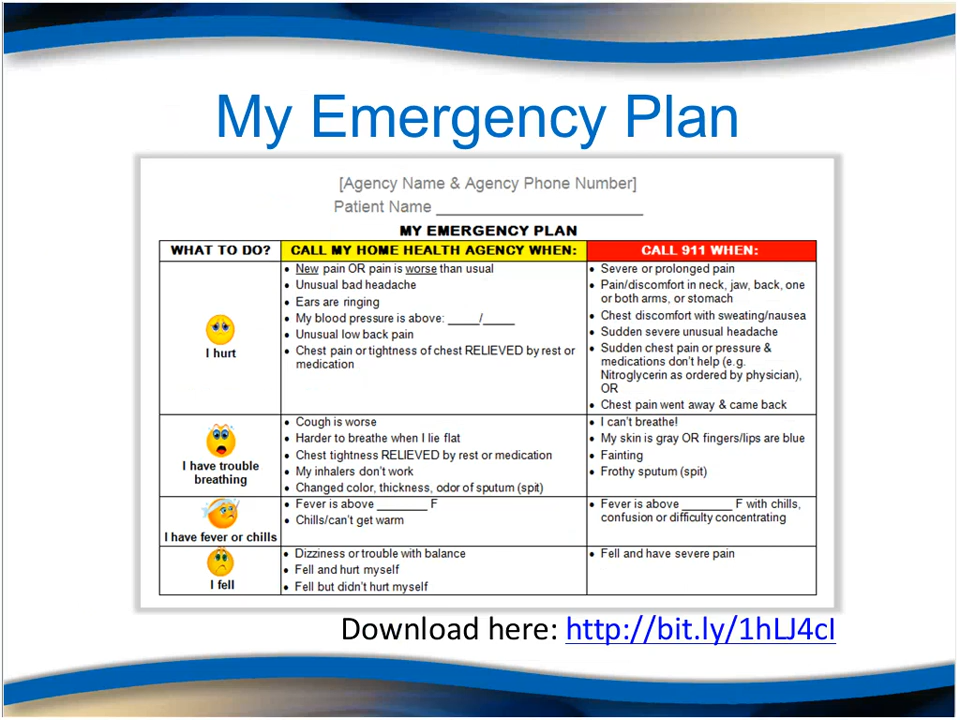 My Emergency Plan
[Agency Name & Agency Phone Number]
Patient Name ________________________
MY EMERGENCY PLAN
WHAT TO DO?
CALL MY HOME HEALTH AGENCY WHEN:
CALL 911 WHEN:
I hurt
• New pain OR pain is worse than usual
• Unusual bad headache
• Ears are ringing
• My blood pressure is above: _____/_____
• Unusual low back pain
• Chest pain or tightness of chest RELIEVED by rest or
medication
• Severe or prolonged pain
• Pain/discomfort in neck, jaw, back, one
or both arms, or stomach
• Chest discomfort with sweating/nausea
• Sudden severe unusual headache
• Sudden chest pain or pressure &
medications don't help (e.g.
Nitroglycerin as ordered by physician),
OR
• Chest pain went away & came back
I have trouble
breathing
• Cough is worse
• Harder to breathe when I lie flat
• Chest tightness RELIEVED by rest or medication
• My inhalers don't work
• Changed color, thickness, odor of sputum (spit)
• I can't breathe!
• My skin is gray OR fingers/lips are blue
• Fainting
• Frothy sputum (spit)
I have fever or chills
• Fever is above ________ F
• Chills/can't get warm
• Fever is above ________ F with chills,
confusion or difficulty concentrating
I fell
• Dizziness or trouble with balance
• Fell and hurt myself
• Fell but didn't hurt myself
• Fell and have severe pain
Download here: http://bit.ly/1hLJ4cI